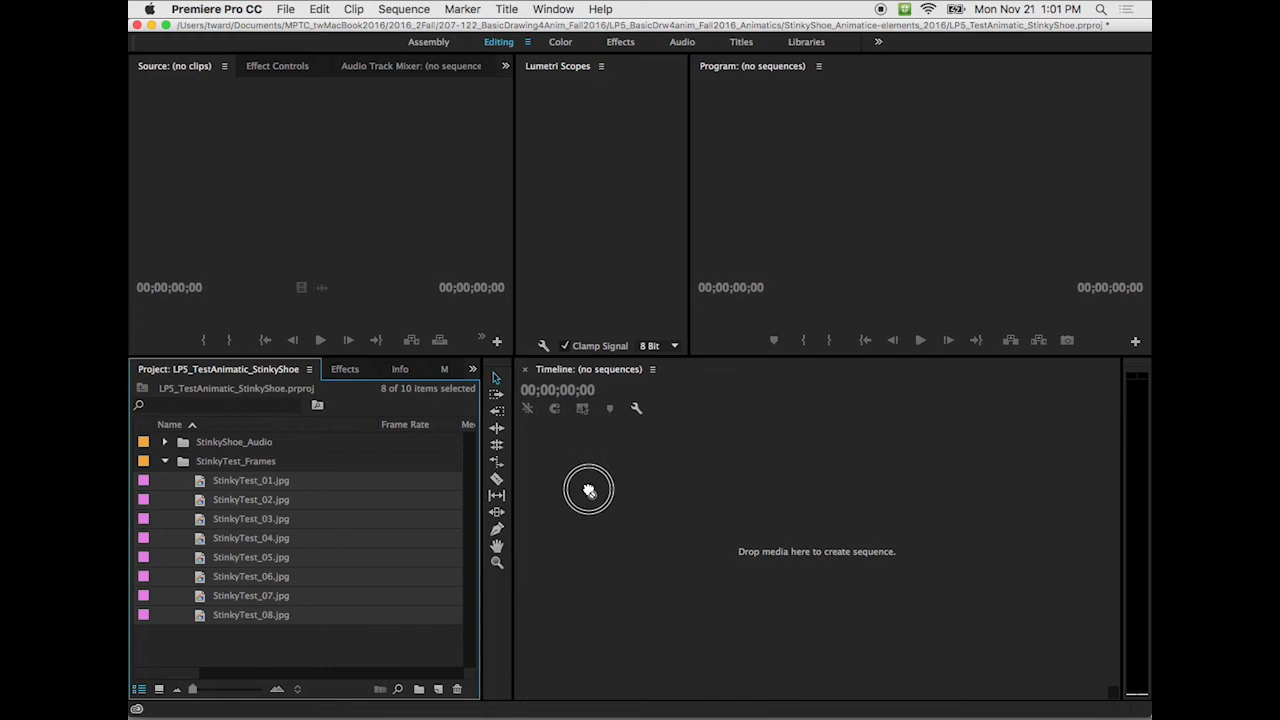 Premiere Pro CC File Edit Clip Sequence Marker Title Window Help Mon Nov 21 1:01 PM
/Users/tward/Documents/MPTC_twMacBook2016/2016_2Fall/207-122_BasicDrawing4Anim_Fall2016/LP5_BasicDrw4anim_Fall2016_Animatics/StinkyShoe_Animatice-elements_2016/LP5_TestAnimatic_StinkyShoe.prproj *
Assembly Editing Color Effects Audio Titles Libraries
Source: (no clips) Effect Controls Audio Track Mixer: (no sequence Lumetri Scopes Program: (no sequences)
00;00;00;00 00;00;00;00 00;00;00;00 00;00;00;00
Clamp Signal 8 Bit
Project: LP5_TestAnimatic_StinkyShoe Effects Info M Timeline: (no sequences)
LP5_TestAnimatic_StinkyShoe.prproj 8 of 10 items selected 00;00;00;00
Name Frame Rate Me
StinkyShoe_Audio
StinkyTest_Frames
StinkyTest_01.jpg
StinkyTest_02.jpg
StinkyTest_03.jpg
StinkyTest_04.jpg
Drop media here to create sequence.
StinkyTest_05.jpg
StinkyTest_06.jpg
StinkyTest_07.jpg
StinkyTest_08.jpg